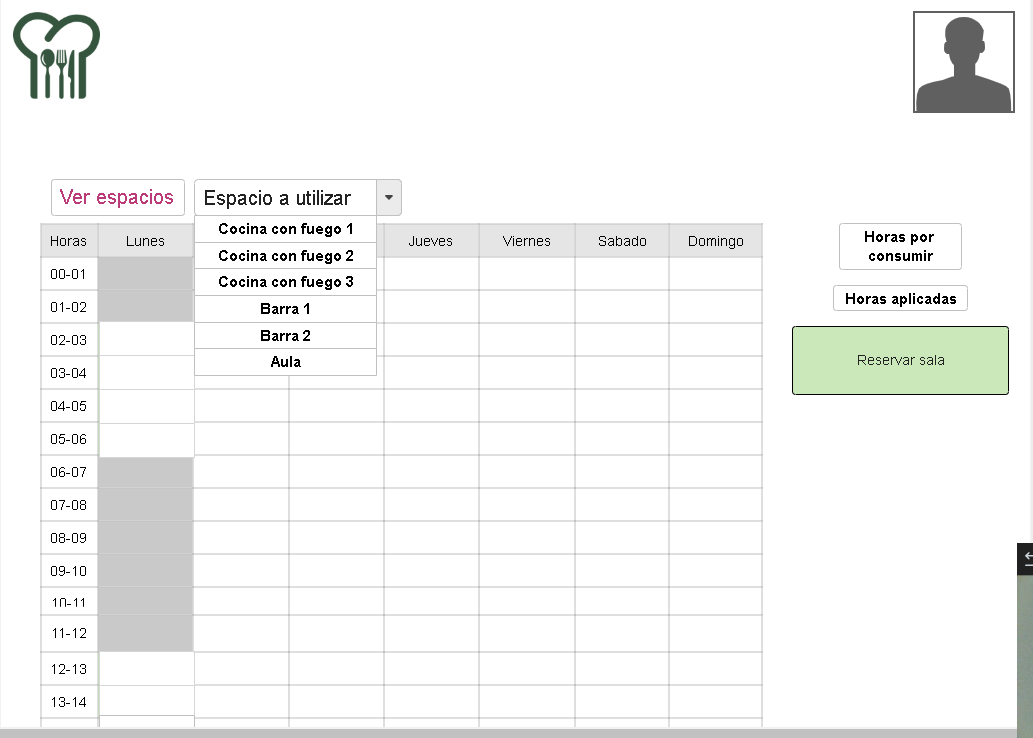 Ver espacios
Espacio a utilizar
Cocina con fuego 1
Cocina con fuego 2
Cocina con fuego 3
Barra 1
Barra 2
Aula
Horas Lunes Jueves Viernes Sabado Domingo
00-01
01-02
02-03
03-04
04-05
05-06
06-07
07-08
08-09
09-10
10-11
11-12
12-13
13-14
Horas por
consumir
Horas aplicadas
Reservar sala